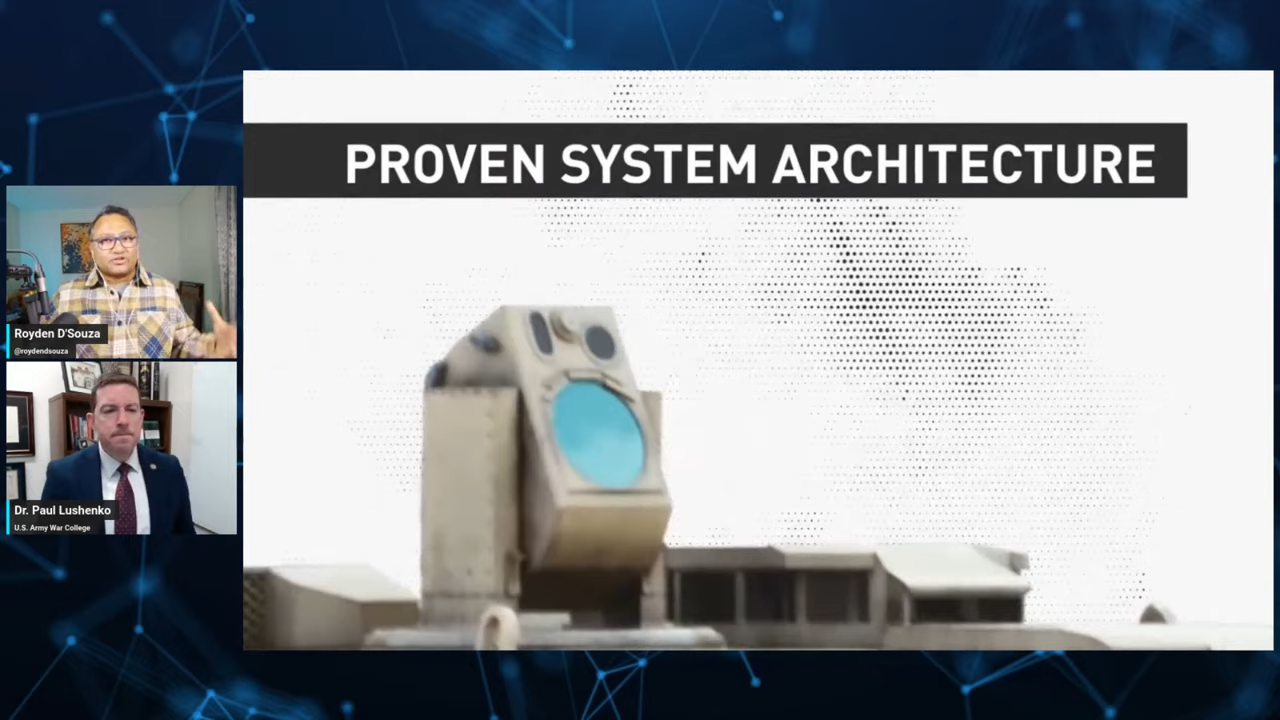 PROVEN SYSTEM ARCHITECTURE
Royden D'Souza
@roydendsouza
Dr. Paul Lushenko
U.S. Army War College